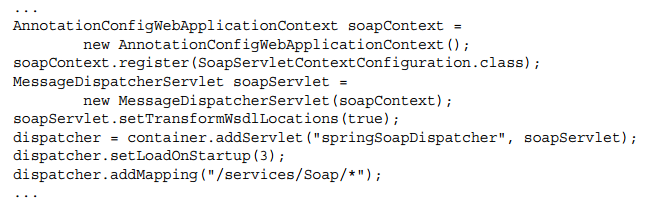 ...
AnnotationConfigWebApplicationContext soapContext =
        new AnnotationConfigWebApplicationContext();
soapContext.register(SoapServletContextConfiguration.class);
MessageDispatcherServlet soapServlet =
        new MessageDispatcherServlet(soapContext);
soapServlet.setTransformWsdlLocations(true);
dispatcher = container.addServlet("springSoapDispatcher", soapServlet);
dispatcher.setLoadOnStartup(3);
dispatcher.addMapping("/services/Soap/*");
...